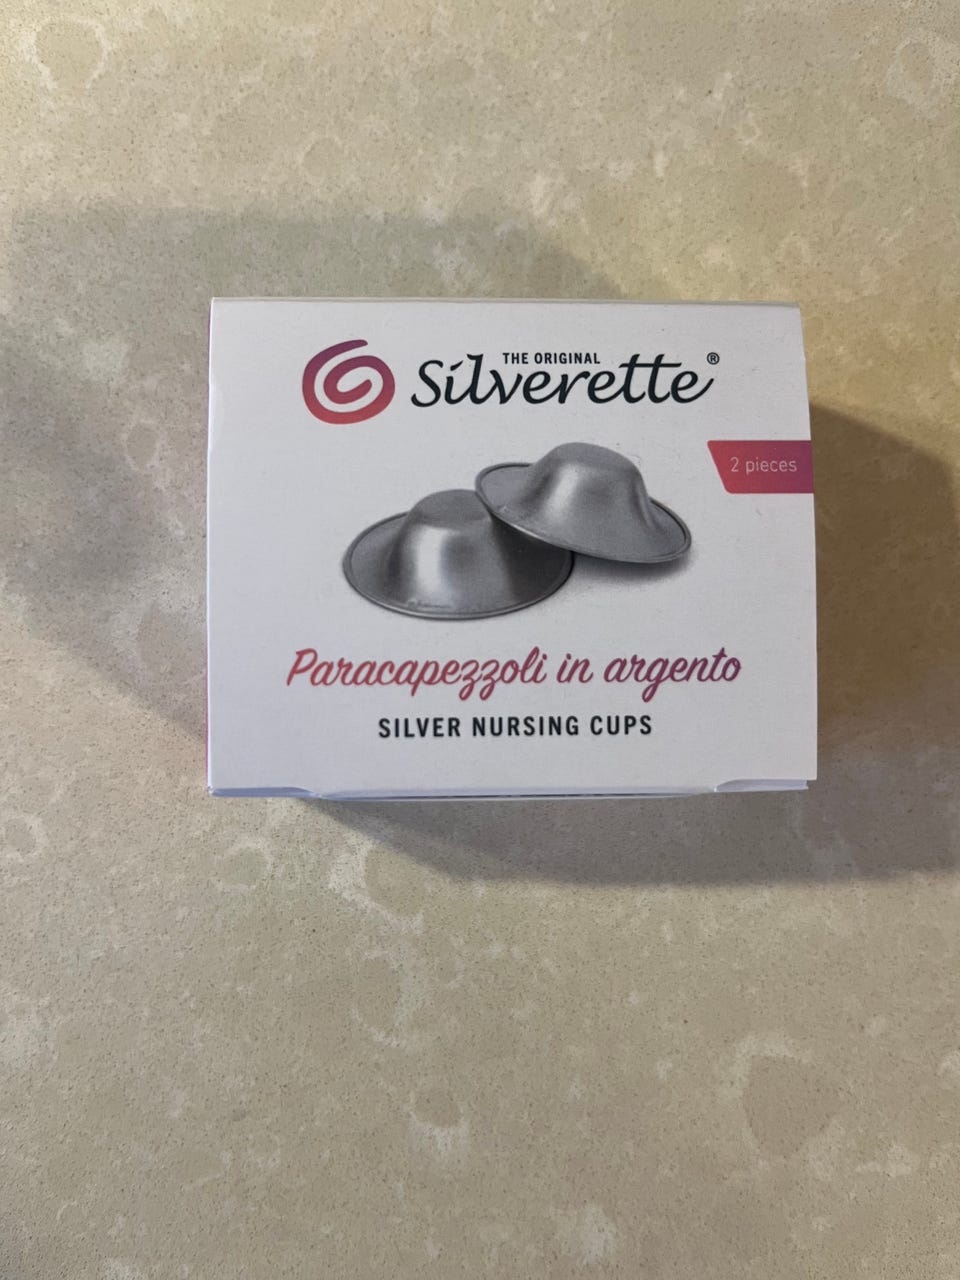 THE ORIGINAL
Silverette®
2 pieces
Paracapezzoli in argento
SILVER NURSING CUPS